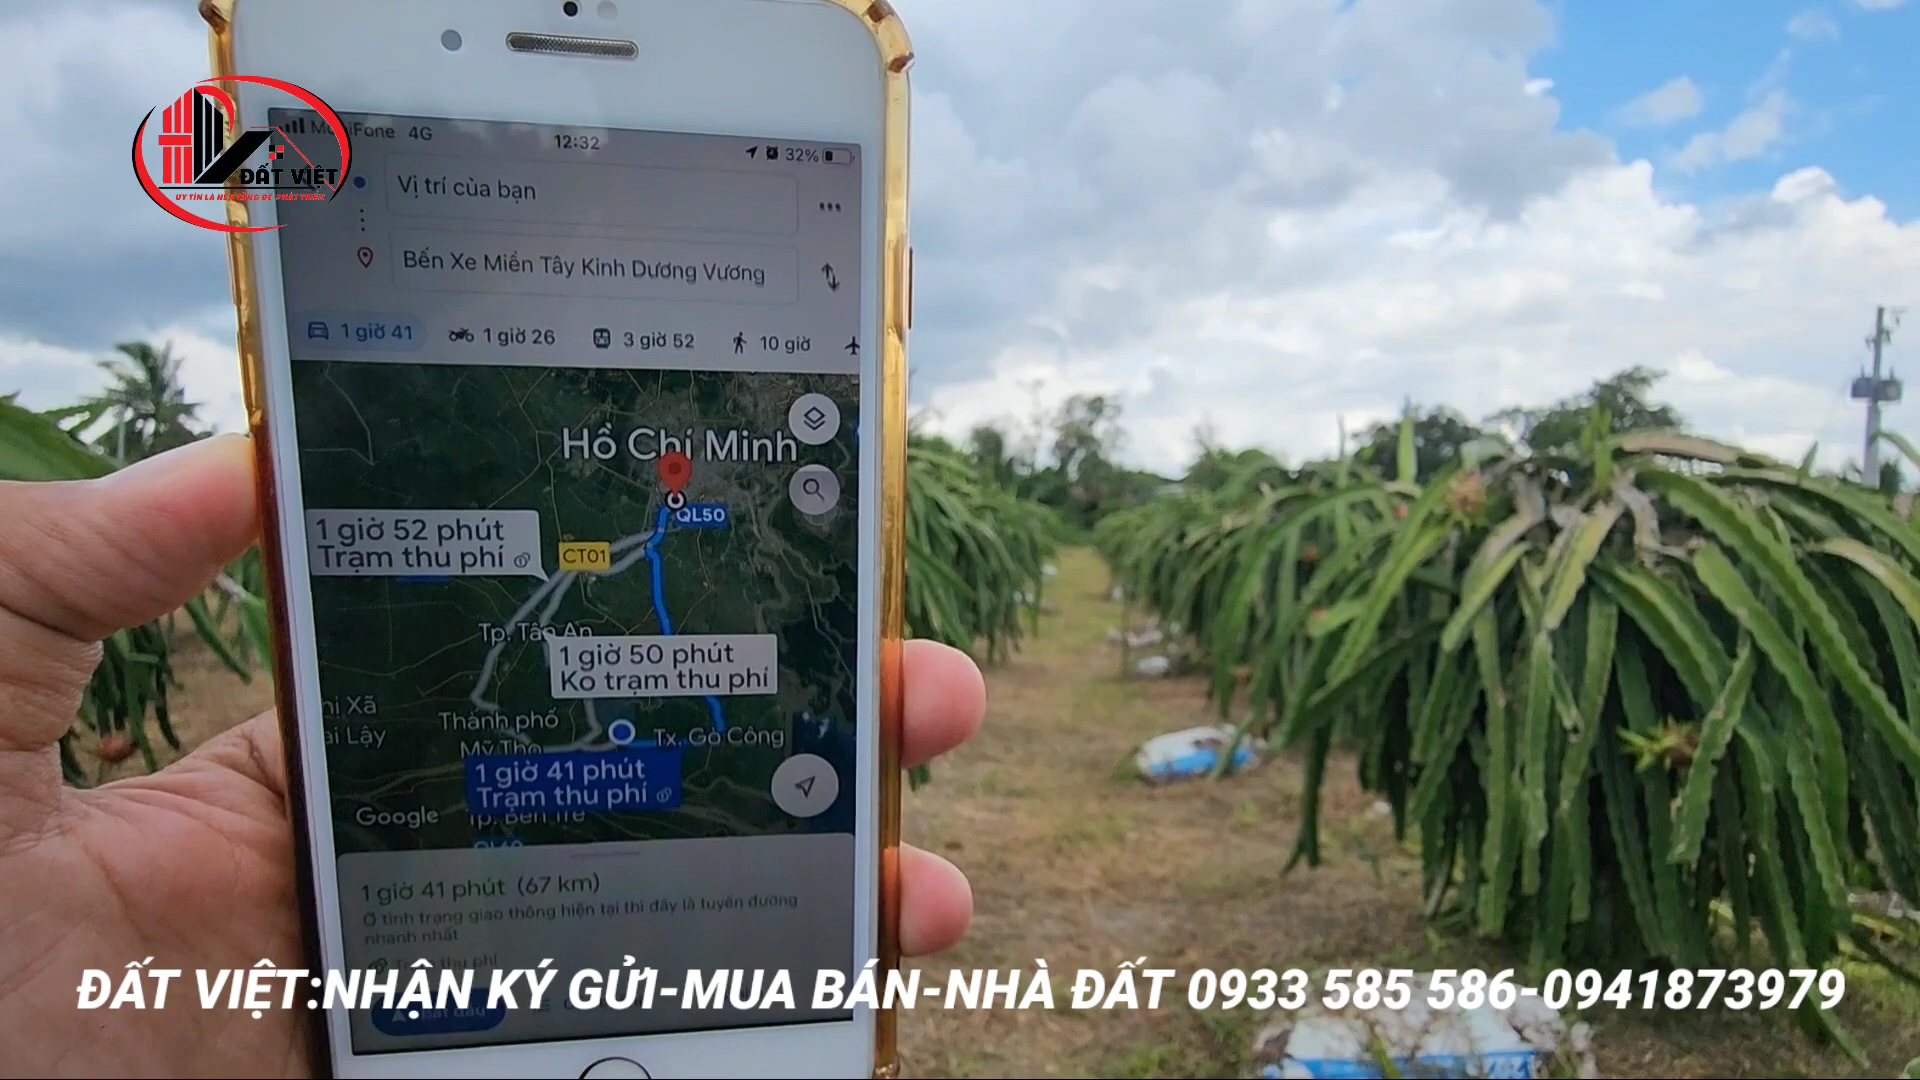 MobiFone 4G
12:32
32%
ĐẤT VIỆT
Vị trí của bạn
Bến Xe Miền Tây Kinh Dương Vương
1 giờ 41
1 giờ 26
3 giờ 52
10 giờ
Hồ Chí Minh
QL50
1 giờ 52 phút
Trạm thu phí
CT01
Tp. Tân An
1 giờ 50 phút
Ko trạm thu phí
Thành phố
Mỹ Tho
Tx. Gò Công
1 giờ 41 phút
Trạm thu phí
Google
Tp. Bến Tre
1 giờ 41 phút (67 km)
Ở tình trạng giao thông hiện tại thì đây là tuyến đường
nhanh nhất
ĐẤT VIỆT:NHẬN KÝ GỬI-MUA BÁN-NHÀ ĐẤT 0933 585 586-0941873979